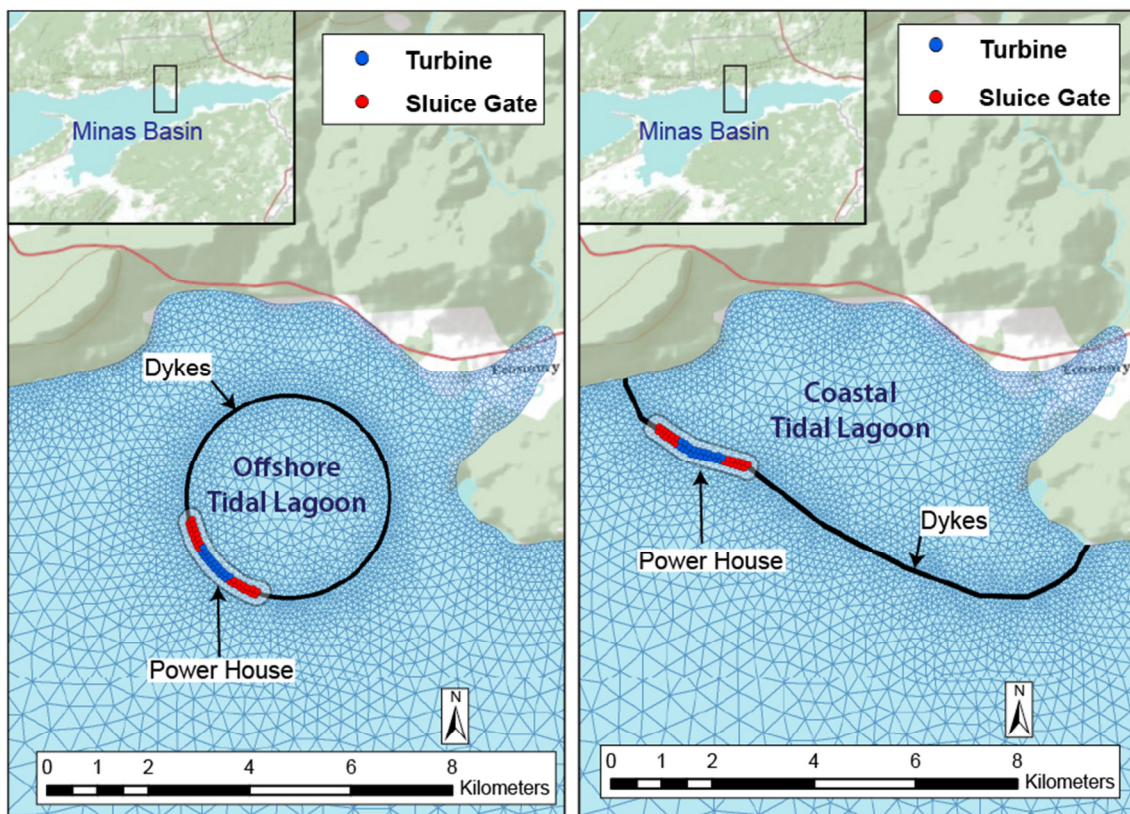 Turbine
Sluice Gate
Minas Basin
Dykes
Offshore
Tidal Lagoon
Power House
N
0 1 2 4 6 8
Kilometers
Turbine
Sluice Gate
Minas Basin
Coastal
Tidal Lagoon
Dykes
Power House
N
0 1 2 4 6 8
Kilometers